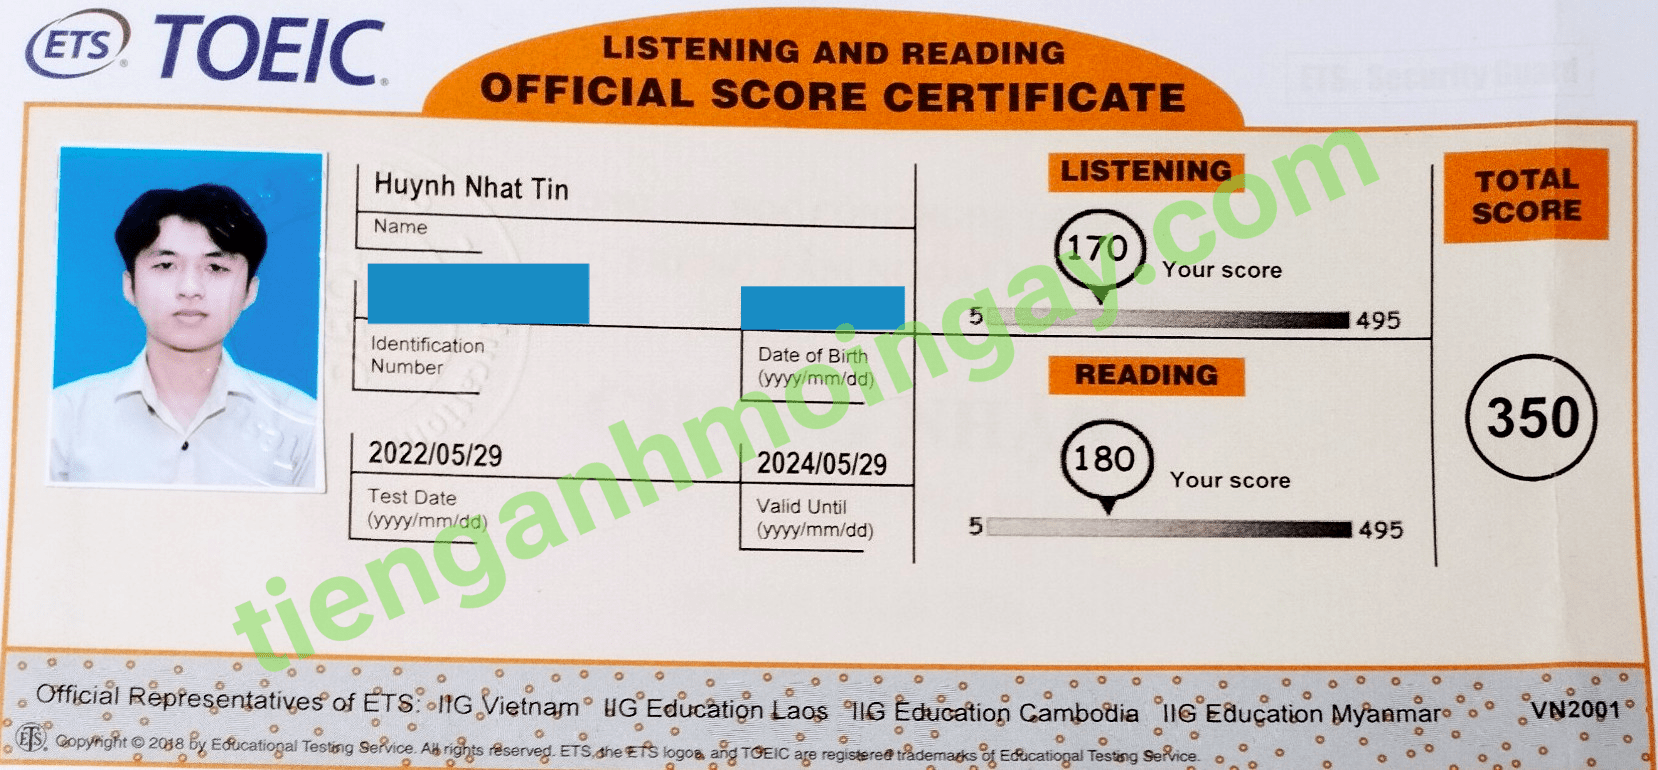 ETS® TOEIC®
LISTENING AND READING
OFFICIAL SCORE CERTIFICATE
Huynh Nhat Tin
Name
Identification
Number
Date of Birth
(yyyy/mm/dd)
2022/05/29
Test Date
(yyyy/mm/dd)
2024/05/29
Valid Until
(yyyy/mm/dd)
LISTENING
170
Your score
5 495
READING
180
Your score
5 495
TOTAL
SCORE
350
tienganhmoingay.com
Official Representatives of ETS: IIG Vietnam IIG Education Laos IIG Education Cambodia IIG Education Myanmar VN2001
ETS® Copyright © 2018 by Educational Testing Service. All rights reserved. ETS, the ETS logos, and TOEIC are registered trademarks of Educational Testing Service.